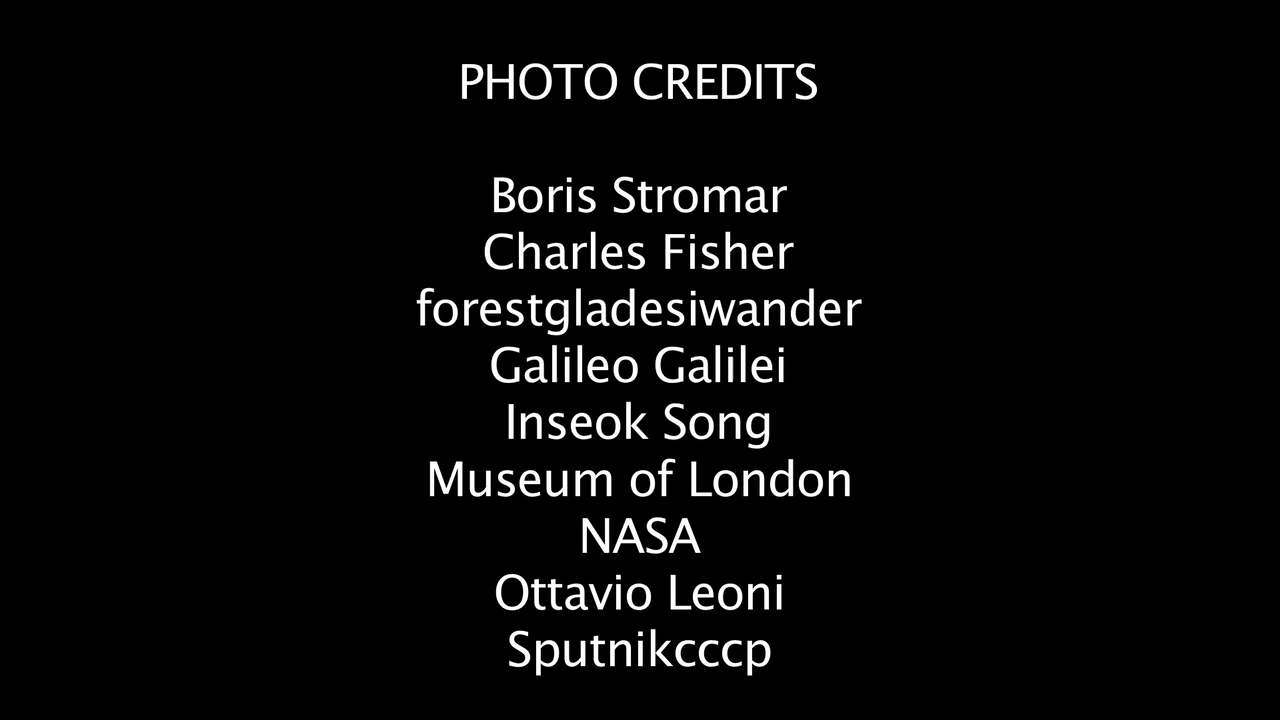 PHOTO CREDITS
Boris Stromar
Charles Fisher
forestgladesiwander
Galileo Galilei
Inseok Song
Museum of London
NASA
Ottavio Leoni
Sputnikcccp